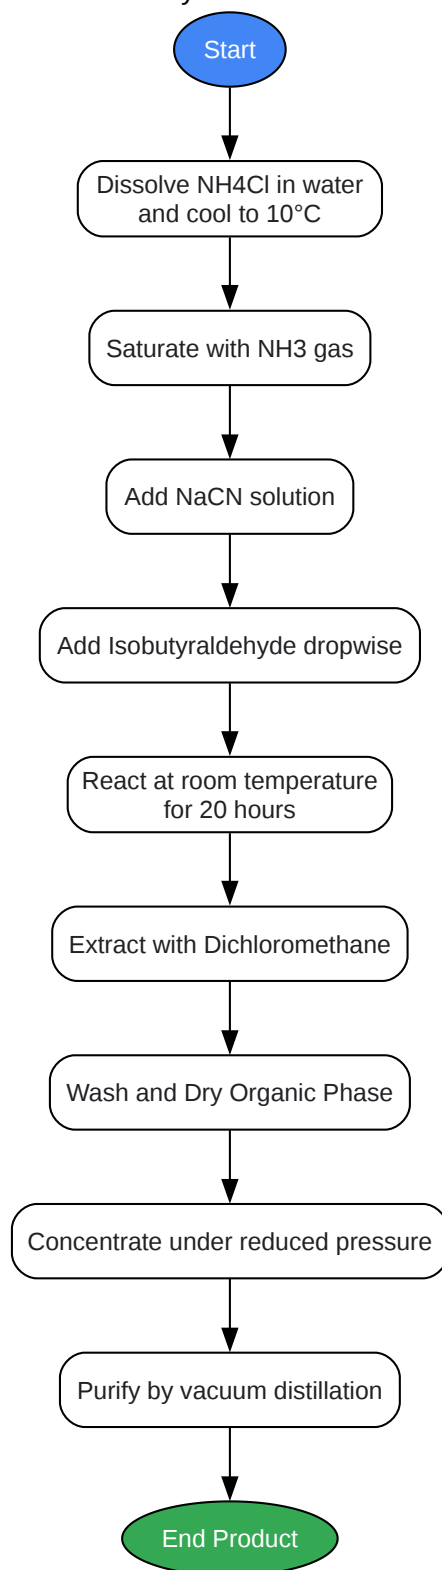 Start
Dissolve NH4Cl in water
and cool to 10°C
Saturate with NH3 gas
Add NaCN solution
Add Isobutyraldehyde dropwise
React at room temperature
for 20 hours
Extract with Dichloromethane
Wash and Dry Organic Phase
Concentrate under reduced pressure
Purify by vacuum distillation
End Product